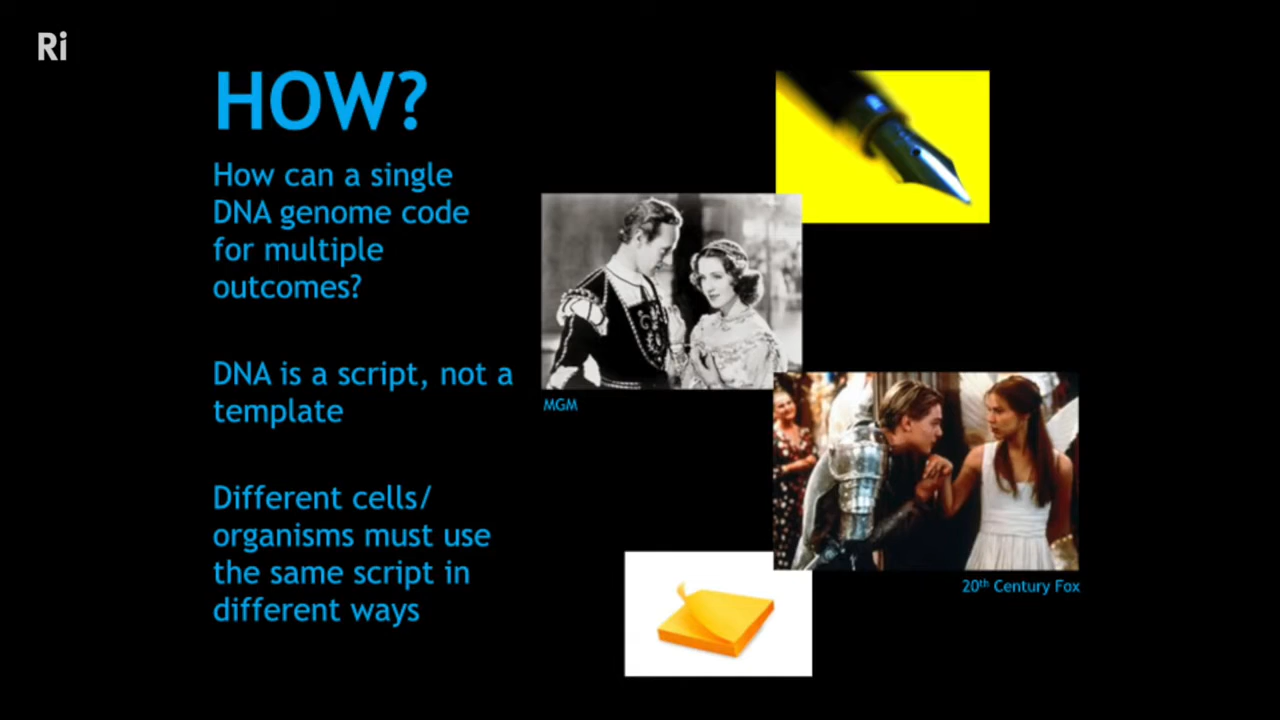 Ri
HOW?
How can a single
DNA genome code
for multiple
outcomes?
DNA is a script, not a
template
Different cells/
organisms must use
the same script in
different ways
MGM
20th Century Fox